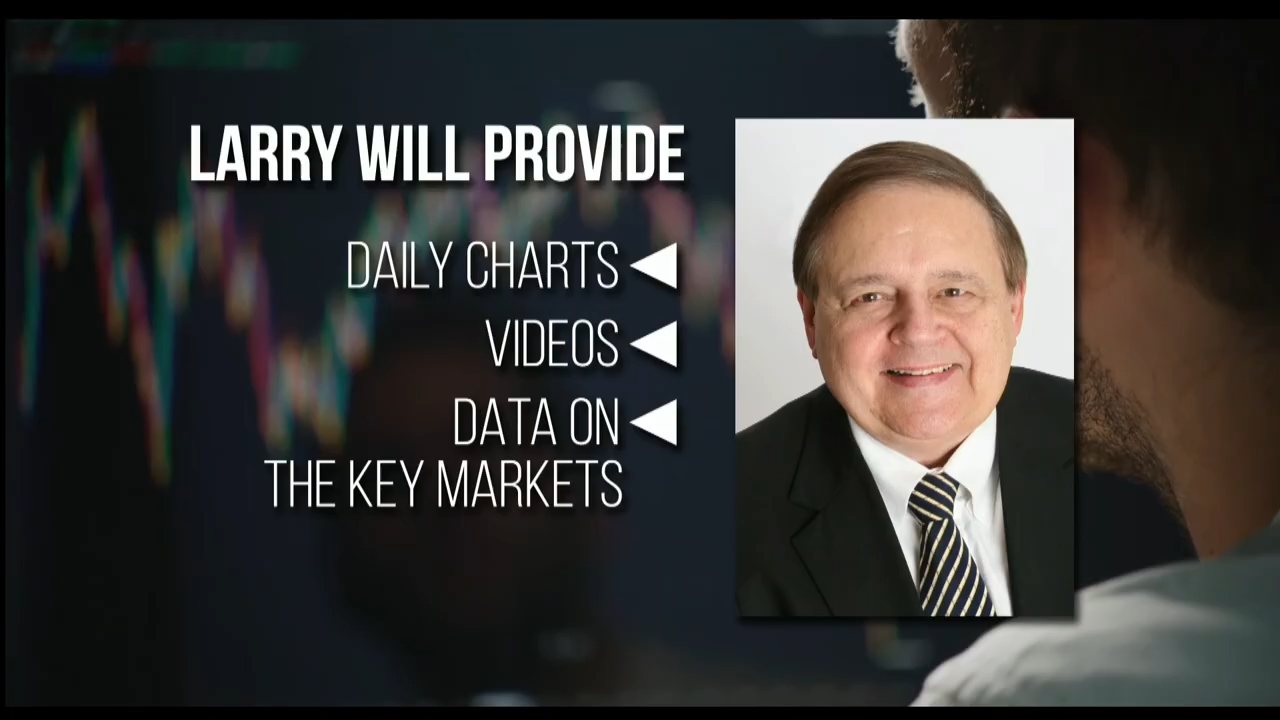 LARRY WILL PROVIDE
DAILY CHARTS
VIDEOS
DATA ON
THE KEY MARKETS